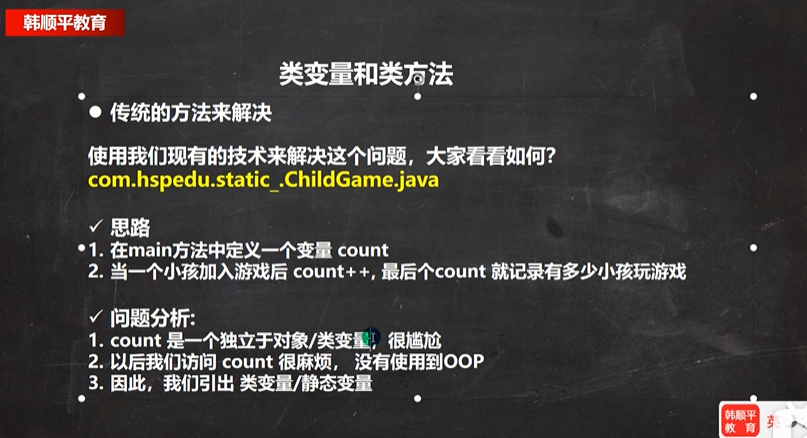 韩顺平教育
类变量和类方法
● 传统的方法来解决
使用我们现有的技术来解决这个问题，大家看看如何？
com.hspedu.static_.ChildGame.java
✓ 思路
1. 在main方法中定义一个变量 count
2. 当一个小孩加入游戏后 count++, 最后个count 就记录有多少小孩玩游戏
✓ 问题分析:
1. count 是一个独立于对象/类变量，很尴尬
2. 以后我们访问 count 很麻烦， 没有使用到OOP
3. 因此，我们引出 类变量/静态变量
韩顺平
教 育
英